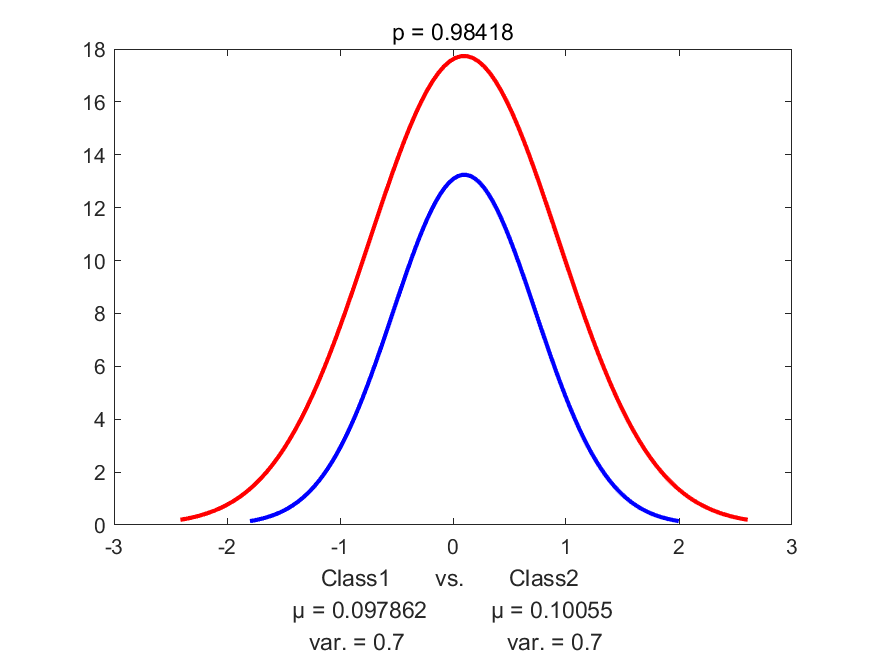 p = 0.98418
18
16
14
12
10
8
6
4
2
0
-3 -2 -1 0 1 2 3
Class1 vs. Class2
μ = 0.097862 μ = 0.10055
var. = 0.7 var. = 0.7